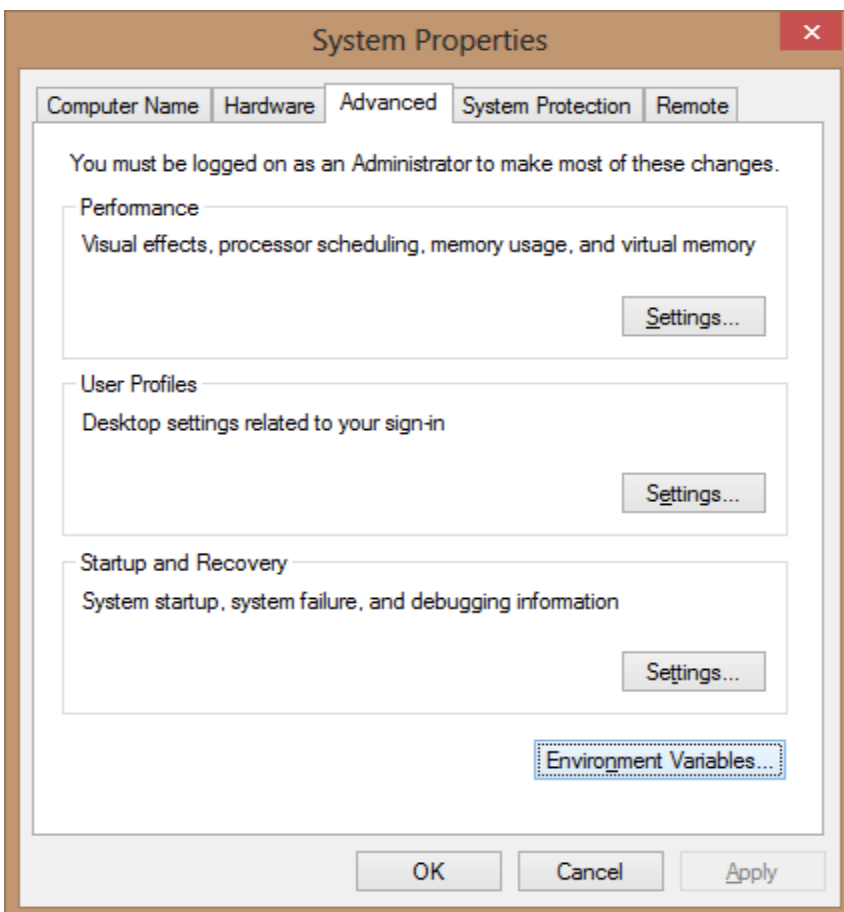 System Properties
Computer Name Hardware Advanced System Protection Remote
You must be logged on as an Administrator to make most of these changes.
Performance
Visual effects, processor scheduling, memory usage, and virtual memory
Settings...
User Profiles
Desktop settings related to your sign-in
Settings...
Startup and Recovery
System startup, system failure, and debugging information
Settings...
Environment Variables...
OK Cancel Apply